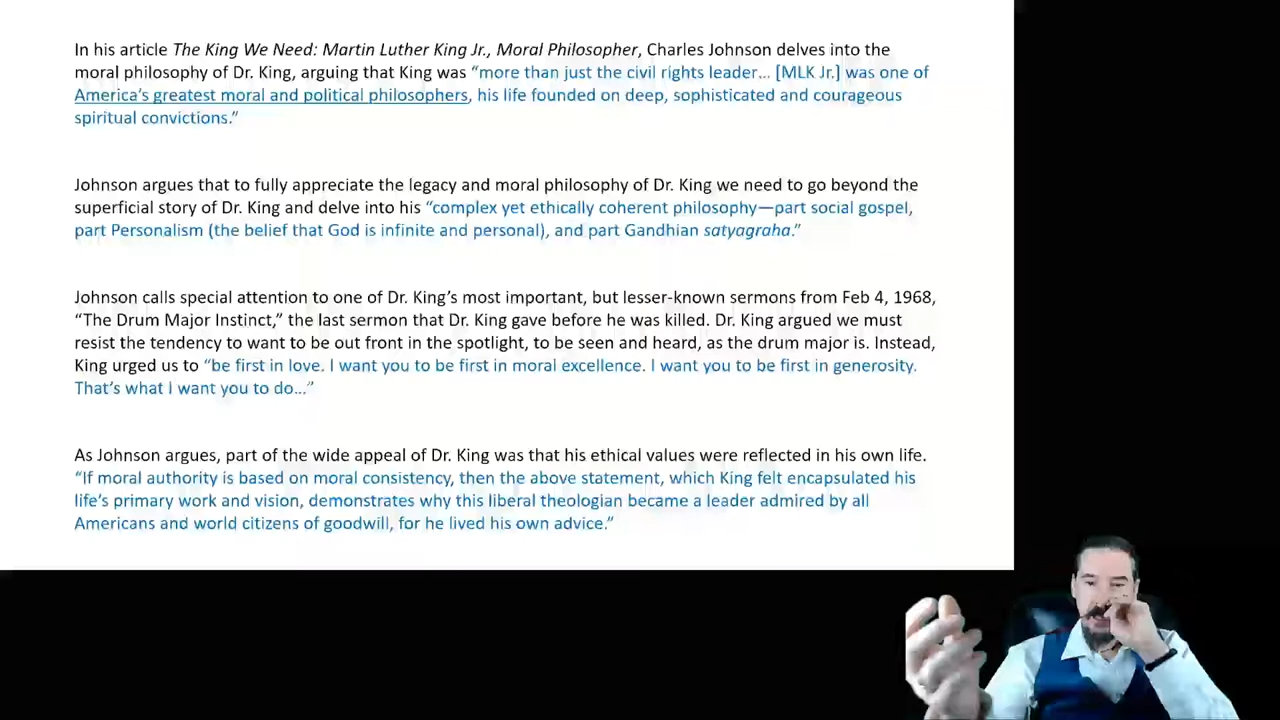 In his article The King We Need: Martin Luther King Jr., Moral Philosopher, Charles Johnson delves into the
moral philosophy of Dr. King, arguing that King was “more than just the civil rights leader… [MLK Jr.] was one of
America’s greatest moral and political philosophers, his life founded on deep, sophisticated and courageous
spiritual convictions.”
Johnson argues that to fully appreciate the legacy and moral philosophy of Dr. King we need to go beyond the
superficial story of Dr. King and delve into his “complex yet ethically coherent philosophy—part social gospel,
part Personalism (the belief that God is infinite and personal), and part Gandhian satyagraha.”
Johnson calls special attention to one of Dr. King’s most important, but lesser-known sermons from Feb 4, 1968,
“The Drum Major Instinct,” the last sermon that Dr. King gave before he was killed. Dr. King argued we must
resist the tendency to want to be out front in the spotlight, to be seen and heard, as the drum major is. Instead,
King urged us to “be first in love. I want you to be first in moral excellence. I want you to be first in generosity.
That’s what I want you to do…”
As Johnson argues, part of the wide appeal of Dr. King was that his ethical values were reflected in his own life.
“If moral authority is based on moral consistency, then the above statement, which King felt encapsulated his
life’s primary work and vision, demonstrates why this liberal theologian became a leader admired by all
Americans and world citizens of goodwill, for he lived his own advice.”